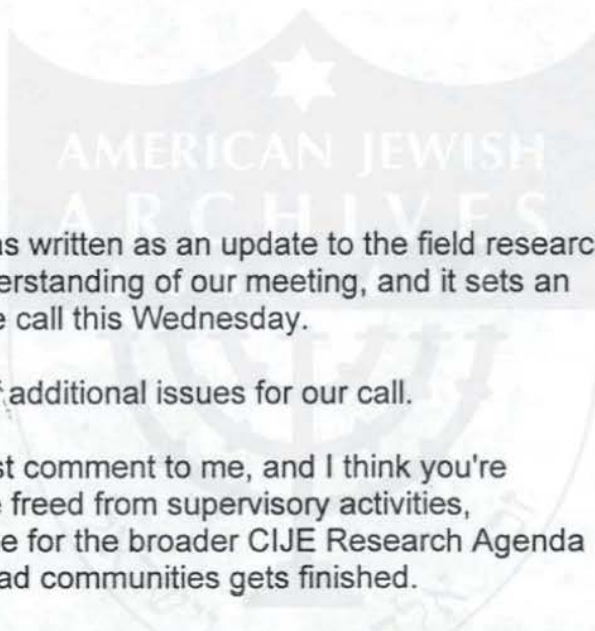 AMERICAN JEWISH
ARCHIVES
as written as an update to the field researc
erstanding of our meeting, and it sets an
e call this Wednesday.
additional issues for our call.
st comment to me, and I think you're
e freed from supervisory activities,
e for the broader CIJE Research Agenda
ad communities gets finished.